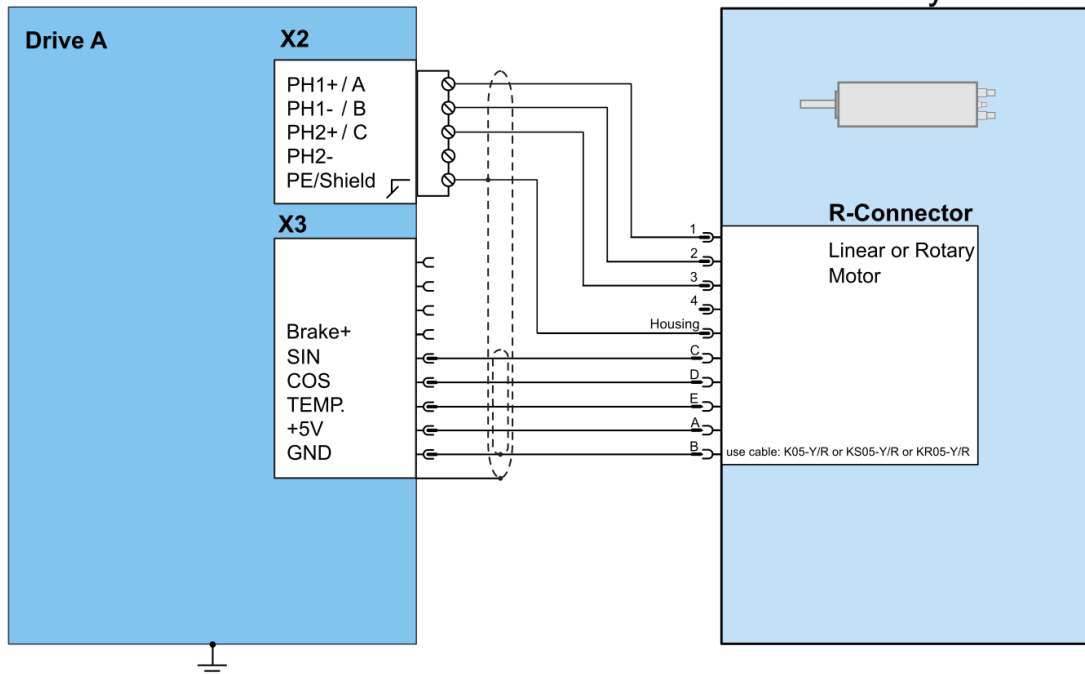 Drive A
X2
PH1+ / A
PH1- / B
PH2+ / C
PH2-
PE/Shield
X3
Brake+
SIN
COS
TEMP.
+5V
GND
1
2
3
4
Housing
C
D
E
A
B
R-Connector
Linear or Rotary
Motor
use cable: K05-Y/R or KS05-Y/R or KR05-Y/R